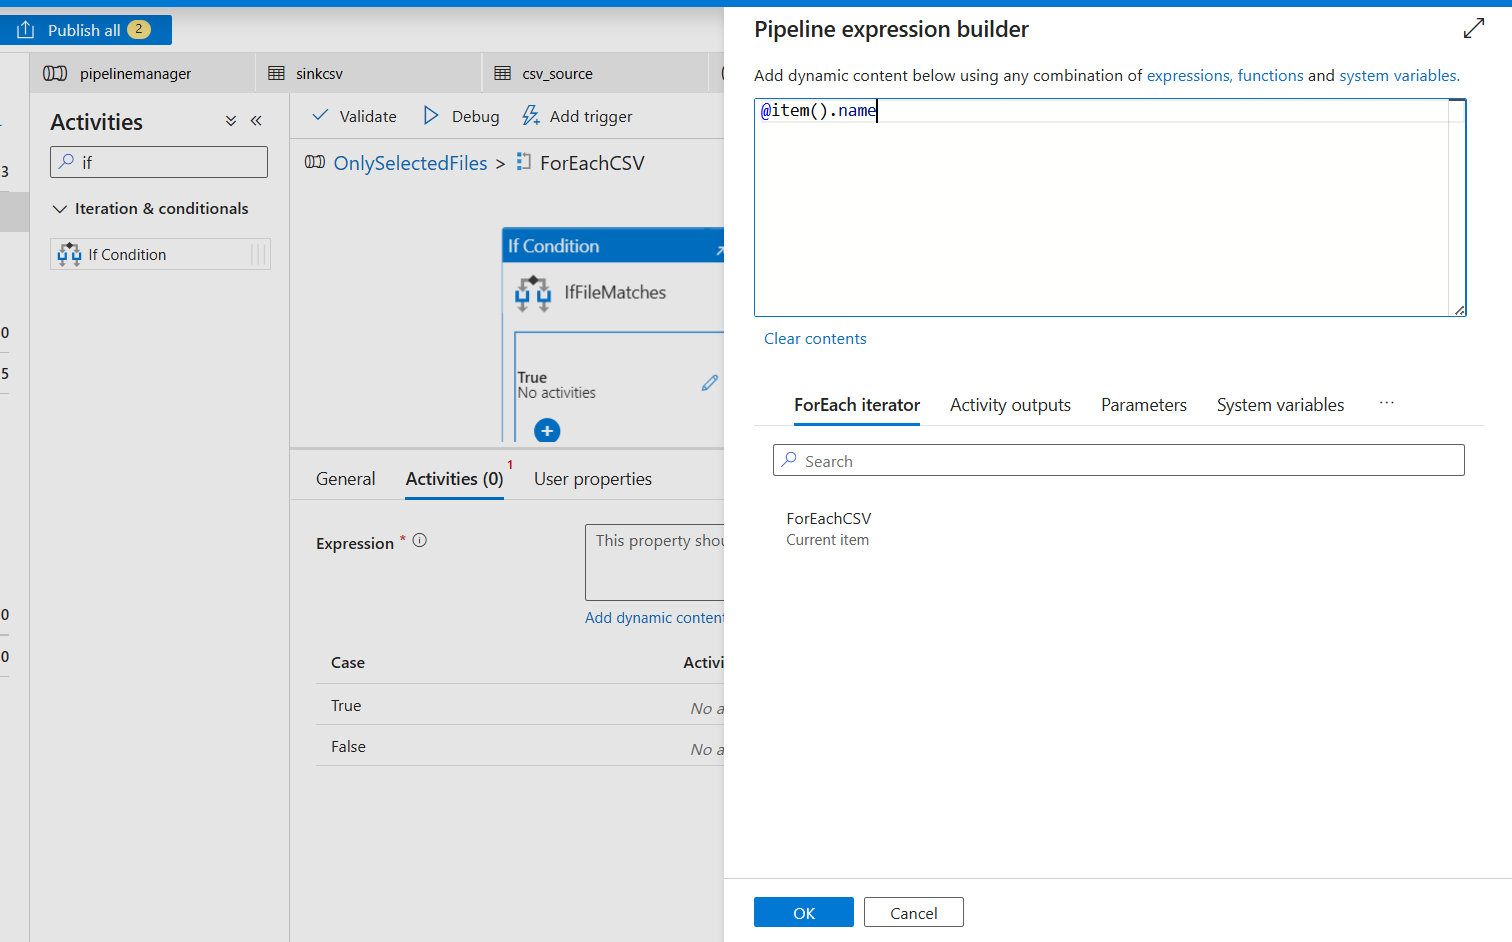 Publish all 2
pipelinemanager
sinkcsv
csv_source
Activities
if
Iteration & conditionals
If Condition
3
0
5
0
0
Validate
Debug
Add trigger
OnlySelectedFiles > ForEachCSV
If Condition
IfFileMatches
True
No activities
General
Activities (0) 1
User properties
Expression *
This property shou
Add dynamic content
Case
Activi
True
No a
False
No a
Pipeline expression builder
Add dynamic content below using any combination of expressions, functions and system variables.
@item().name
Clear contents
ForEach iterator
Activity outputs
Parameters
System variables
...
Search
ForEachCSV
Current item
OK
Cancel